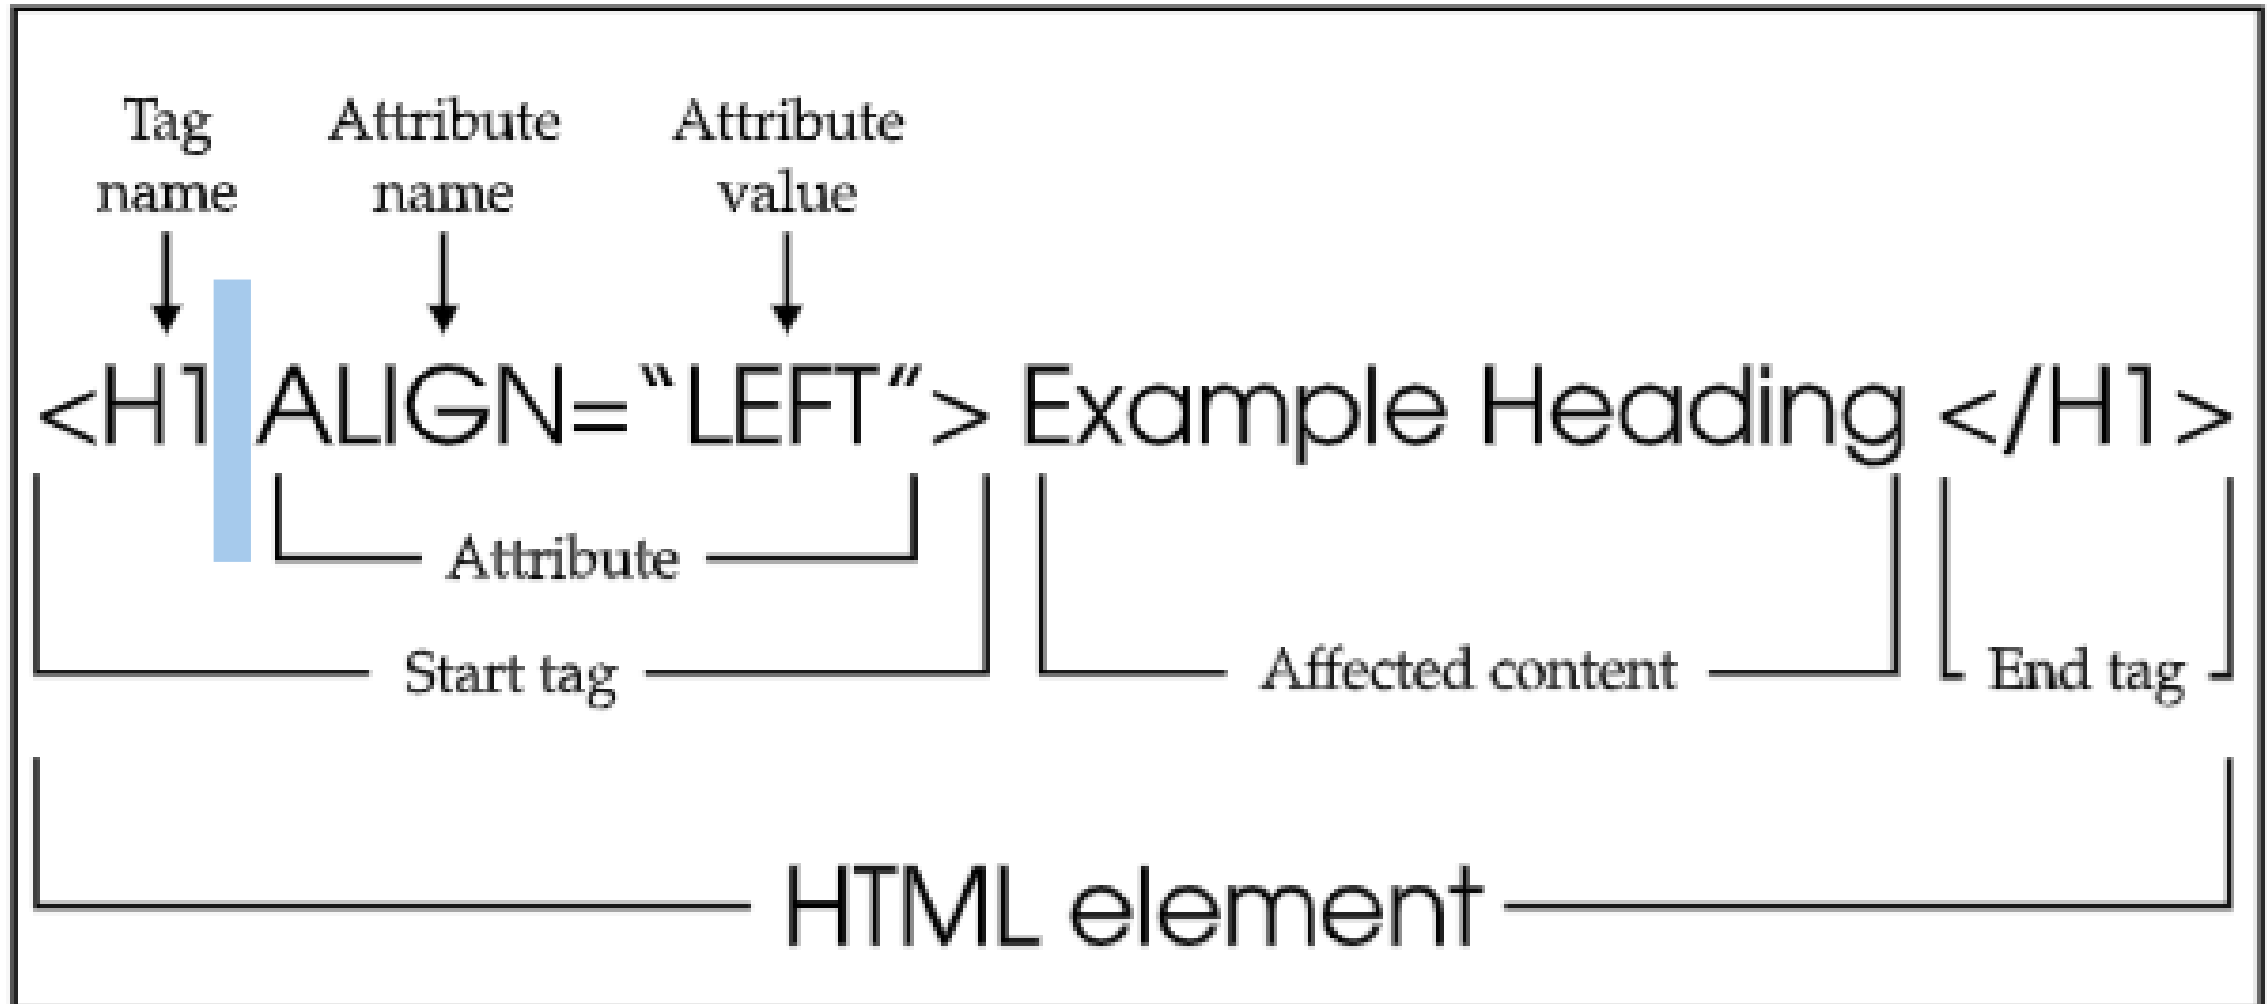 Tag name
Attribute name
Attribute value
<H1 ALIGN=“LEFT”> Example Heading </H1>
Attribute
Start tag
Affected content
End tag
HTML element